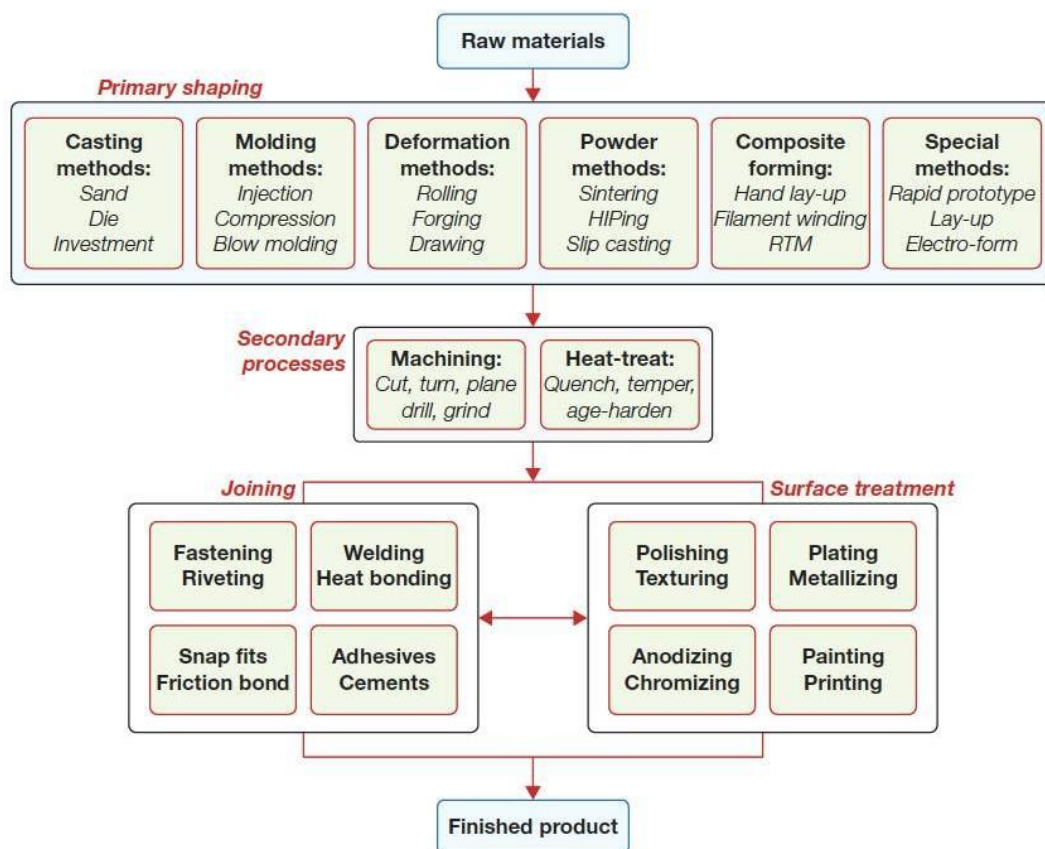 Raw materials
Primary shaping
Casting
methods:
Sand
Die
Investment
Molding
methods:
Injection
Compression
Blow molding
Deformation
methods:
Rolling
Forging
Drawing
Powder
methods:
Sintering
HIPing
Slip casting
Composite
forming:
Hand lay-up
Filament winding
RTM
Special
methods:
Rapid prototype
Lay-up
Electro-form
Secondary
processes
Machining:
Cut, turn, plane
drill, grind
Heat-treat:
Quench, temper,
age-harden
Joining
Fastening
Riveting
Welding
Heat bonding
Snap fits
Friction bond
Adhesives
Cements
Surface treatment
Polishing
Texturing
Plating
Metallizing
Anodizing
Chromizing
Painting
Printing
Finished product